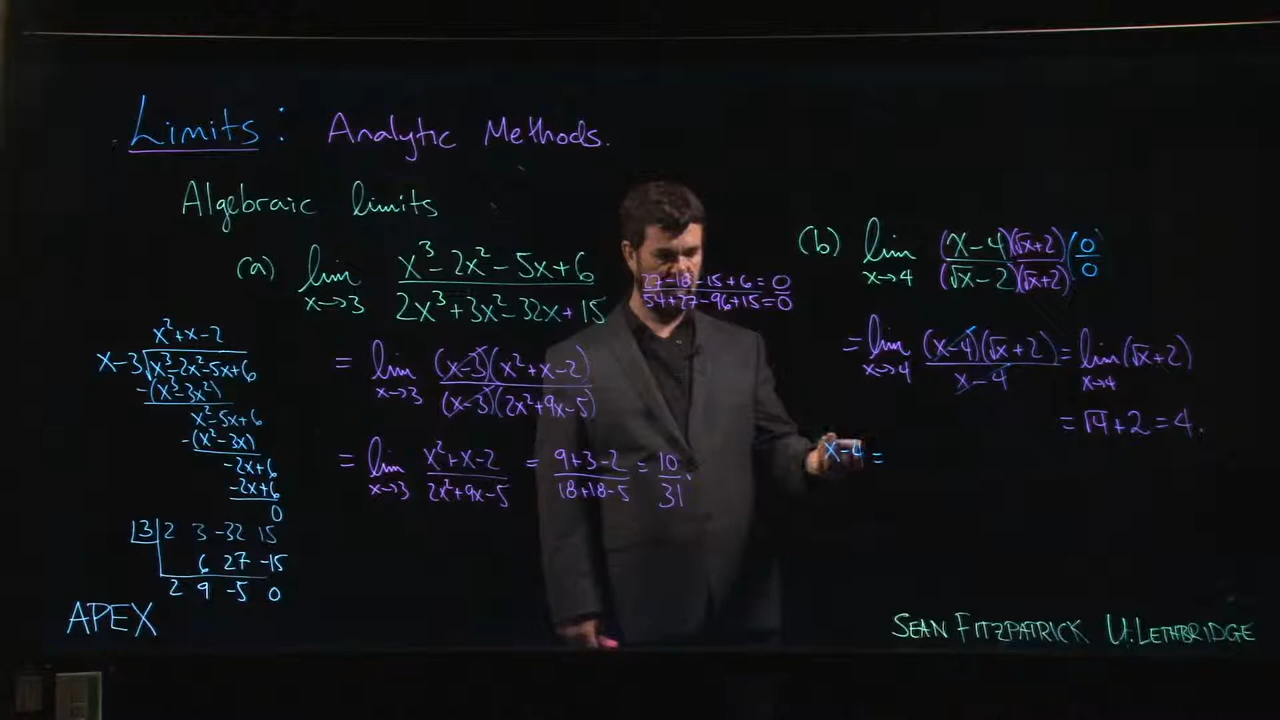 Limits: Analytic Methods.
Algebraic limits
(a) lim x→3 (x³-2x²-5x+6)/(2x³+3x²-32x+15)
(27-18-15+6=0)/(54+27-96+15=0)
= lim x→3 ((x-3)(x²+x-2))/((x-3)(2x²+9x-5))
= lim x→3 (x²+x-2)/(2x²+9x-5) = (9+3-2)/(18+18-5) = 10/31.
x²+x-2
x-3 √x³-2x²-5x+6
-(x³-3x²)
x²-5x+6
-(x²-3x)
-2x+6
-2x+6
0
3| 2 3 -32 15
6 27 -15
2 9 -5 0
APEX
(b) lim x→4 ((x-4)(√x+2))/((√x-2)(√x+2)) (0/0)
= lim x→4 ((x-4)(√x+2))/(x-4) = lim x→4 (√x+2)
= √4+2=4.
x-4 =
SEAN FITZPATRICK U. LETHBRIDGE